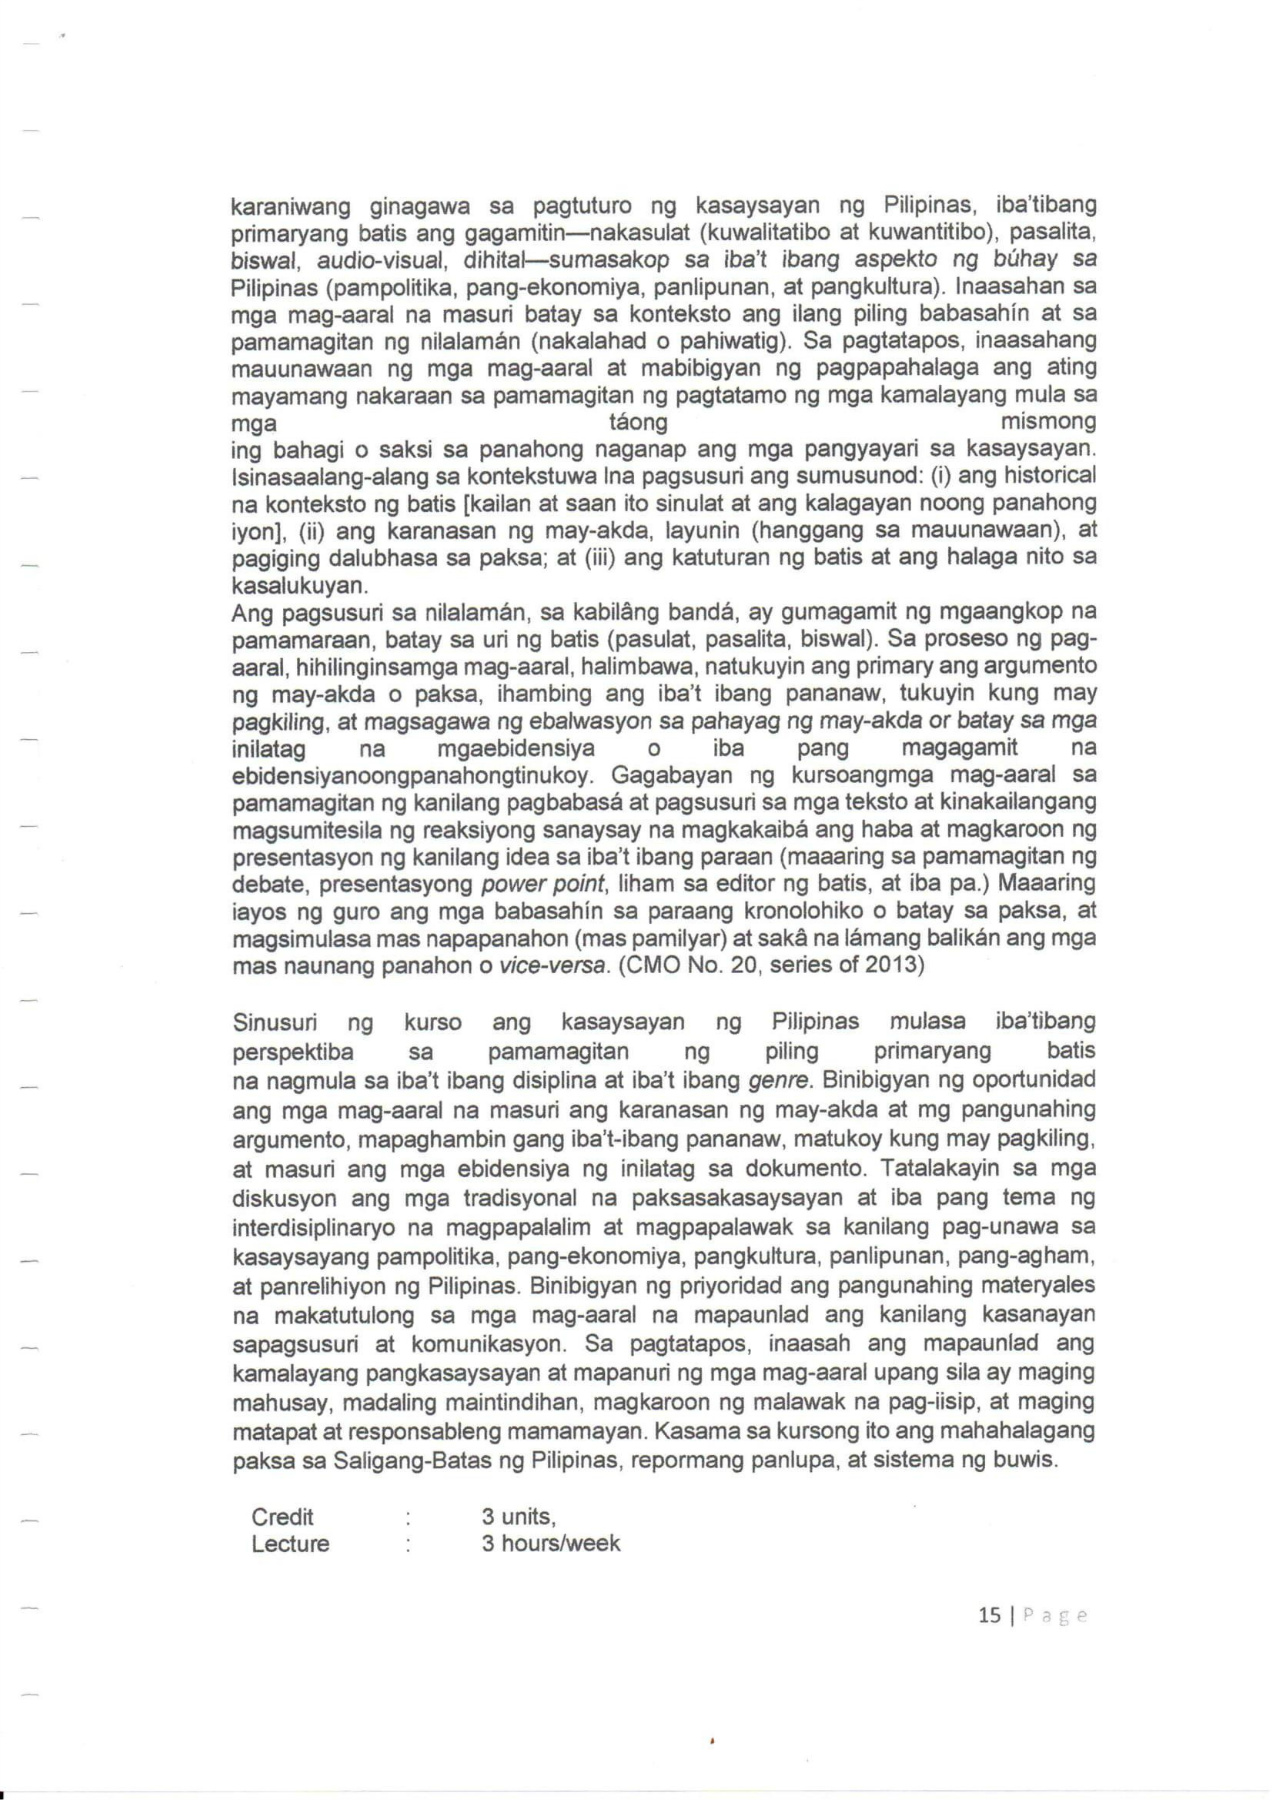 karaniwang ginagawa sa pagtuturo ng kasaysayan ng Pilipinas, iba'tibang
primaryang batis ang gagamitin—nakasulat (kuwalitatibo at kuwantitibo), pasalita,
biswal, audio-visual, dihital—sumasakop sa iba't ibang aspekto ng búhay sa
Pilipinas (pampolitika, pang-ekonomiya, panlipunan, at pangkultura). Inaasahan sa
mga mag-aaral na masuri batay sa konteksto ang ilang piling babasahín at sa
pamamagitan ng nilalamán (nakalahad o pahiwatig). Sa pagtatapos, inaasahang
mauunawaan ng mga mag-aaral at mabibigyan ng pagpapahalaga ang ating
mayamang nakaraan sa pamamagitan ng pagtatamo ng mga kamalayang mula sa
mga táong mismong
ing bahagi o saksi sa panahong naganap ang mga pangyayari sa kasaysayan.
Isinasaalang-alang sa kontekstuwa lna pagsusuri ang sumusunod: (i) ang historical
na konteksto ng batis [kailan at saan ito sinulat at ang kalagayan noong panahong
iyon], (ii) ang karanasan ng may-akda, layunin (hanggang sa mauunawaan), at
pagiging dalubhasa sa paksa; at (iii) ang katuturan ng batis at ang halaga nito sa
kasalukuyan.
Ang pagsusuri sa nilalamán, sa kabilâng bandá, ay gumagamit ng mgaangkop na
pamamaraan, batay sa uri ng batis (pasulat, pasalita, biswal). Sa proseso ng pag-
aaral, hihilinginsamga mag-aaral, halimbawa, natukuyin ang primary ang argumento
ng may-akda o paksa, ihambing ang iba't ibang pananaw, tukuyin kung may
pagkiling, at magsagawa ng ebalwasyon sa pahayag ng may-akda or batay sa mga
inilatag na mgaebidensiya o iba pang magagamit na
ebidensiyanoongpanahongtinukoy. Gagabayan ng kursoangmga mag-aaral sa
pamamagitan ng kanilang pagbabasá at pagsusuri sa mga teksto at kinakailangang
magsumitesila ng reaksiyong sanaysay na magkakaibá ang haba at magkaroon ng
presentasyon ng kanilang idea sa iba't ibang paraan (maaaring sa pamamagitan ng
debate, presentasyong power point, liham sa editor ng batis, at iba pa.) Maaaring
iayos ng guro ang mga babasahín sa paraang kronolohiko o batay sa paksa, at
magsimulasa mas napapanahon (mas pamilyar) at sakâ na lámang balikán ang mga
mas naunang panahon o vice-versa. (CMO No. 20, series of 2013)
Sinusuri ng kurso ang kasaysayan ng Pilipinas mulasa iba'tibang
perspektiba sa pamamagitan ng piling primaryang batis
na nagmula sa iba't ibang disiplina at iba't ibang genre. Binibigyan ng oportunidad
ang mga mag-aaral na masuri ang karanasan ng may-akda at mg pangunahing
argumento, mapaghambin gang iba't-ibang pananaw, matukoy kung may pagkiling,
at masuri ang mga ebidensiya ng inilatag sa dokumento. Tatalakayin sa mga
diskusyon ang mga tradisyonal na paksasakasaysayan at iba pang tema ng
interdisiplinaryo na magpapalalim at magpapalawak sa kanilang pag-unawa sa
kasaysayang pampolitika, pang-ekonomiya, pangkultura, panlipunan, pang-agham,
at panrelihiyon ng Pilipinas. Binibigyan ng priyoridad ang pangunahing materyales
na makatutulong sa mga mag-aaral na mapaunlad ang kanilang kasanayan
sapagsusuri at komunikasyon. Sa pagtatapos, inaasah ang mapaunlad ang
kamalayang pangkasaysayan at mapanuri ng mga mag-aaral upang sila ay maging
mahusay, madaling maintindihan, magkaroon ng malawak na pag-iisip, at maging
matapat at responsableng mamamayan. Kasama sa kursong ito ang mahahalagang
paksa sa Saligang-Batas ng Pilipinas, repormang panlupa, at sistema ng buwis.
Credit : 3 units,
Lecture : 3 hours/week
15 | Page